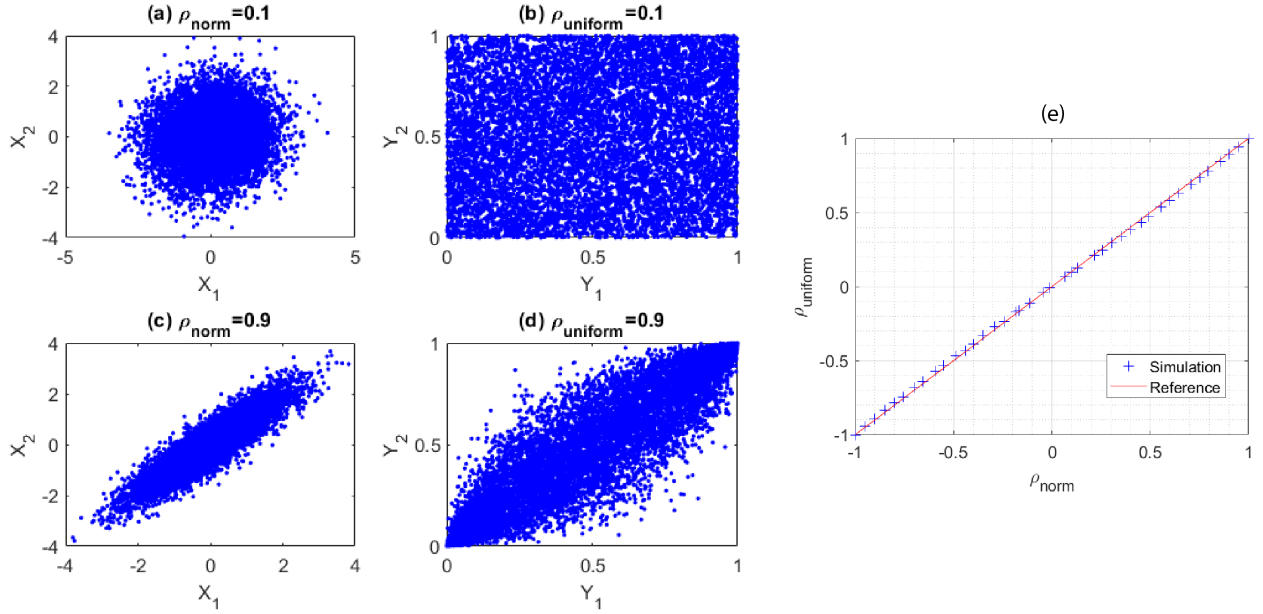 (a) ρnorm=0.1
4
2
0
-2
-4
X2
-5
0
5
X1
(b) ρuniform=0.1
1
0.5
0
Y2
0
0.5
1
Y1
(c) ρnorm=0.9
4
2
0
-2
-4
X2
-4
-2
0
2
4
X1
(d) ρuniform=0.9
1
0.5
0
Y2
0
0.5
1
Y1
(e)
1
0.5
0
-0.5
-1
ρuniform
-1
-0.5
0
0.5
1
ρnorm
Simulation
Reference